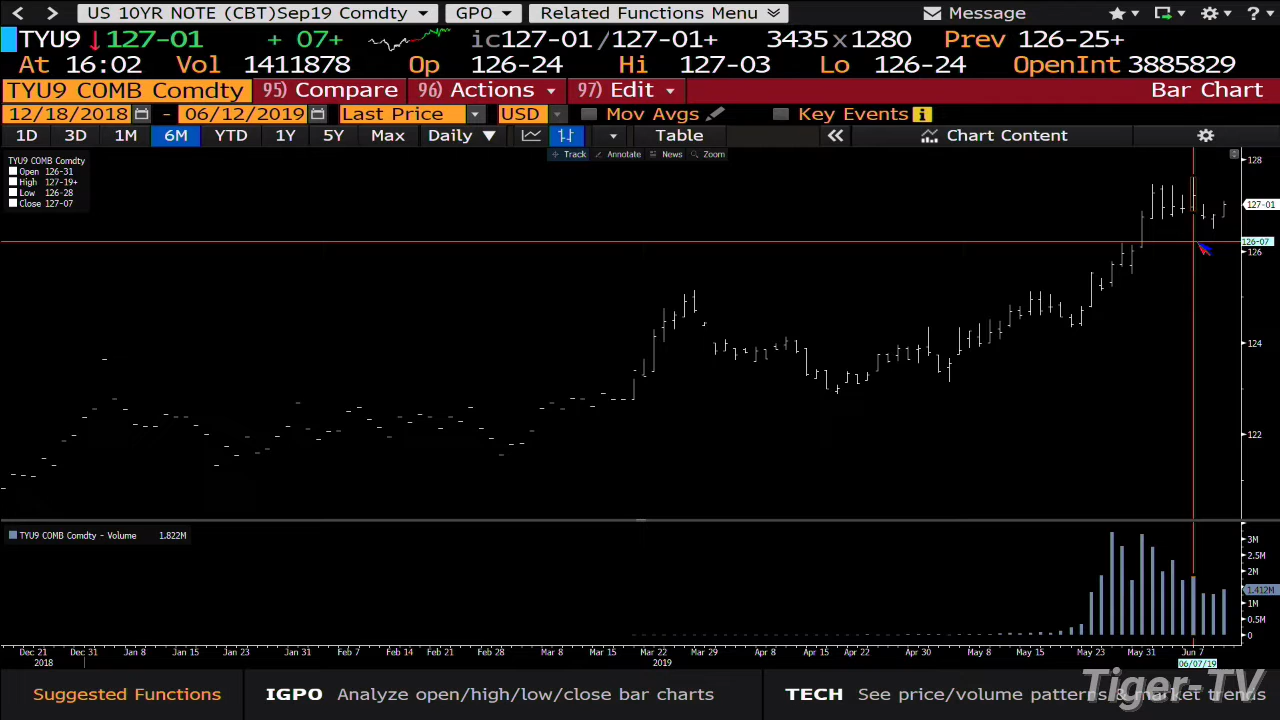 US 10YR NOTE (CBT)Sep19 Comdty GPO Related Functions Menu Message ?
TYU9 127-01 + 07+ ic127-01/127-01+ 3435x1280 Prev 126-25+
At 16:02 Vol 1411878 Op 126-24 Hi 127-03 Lo 126-24 OpenInt 3885829
TYU9 COMB Comdty 95) Compare 96) Actions 97) Edit Bar Chart
12/18/2018 - 06/12/2019 Last Price USD Mov Avgs Key Events i
1D 3D 1M 6M YTD 1Y 5Y Max Daily Table Chart Content
Track Annotate News Zoom
TYU9 COMB Comdty
Open 126-31
High 127-19+
Low 126-28
Close 127-07
128
127-01
126-07
126
124
122
TYU9 COMB Comdty - Volume 1.822M
3M
2.5M
2M
1.412M
1M
0.5M
0
Dec 21 Dec 31 Jan 8 Jan 15 Jan 23 Jan 31 Feb 7 Feb 14 Feb 21 Feb 28 Mar 8 Mar 15 Mar 22 Mar 29 Apr 8 Apr 15 Apr 22 Apr 30 May 8 May 15 May 23 May 31 Jun 7
2018 2019 06/07/19
Suggested Functions IGPO Analyze open/high/low/close bar charts TECH See price/volume patterns & market trends
Tiger-TV